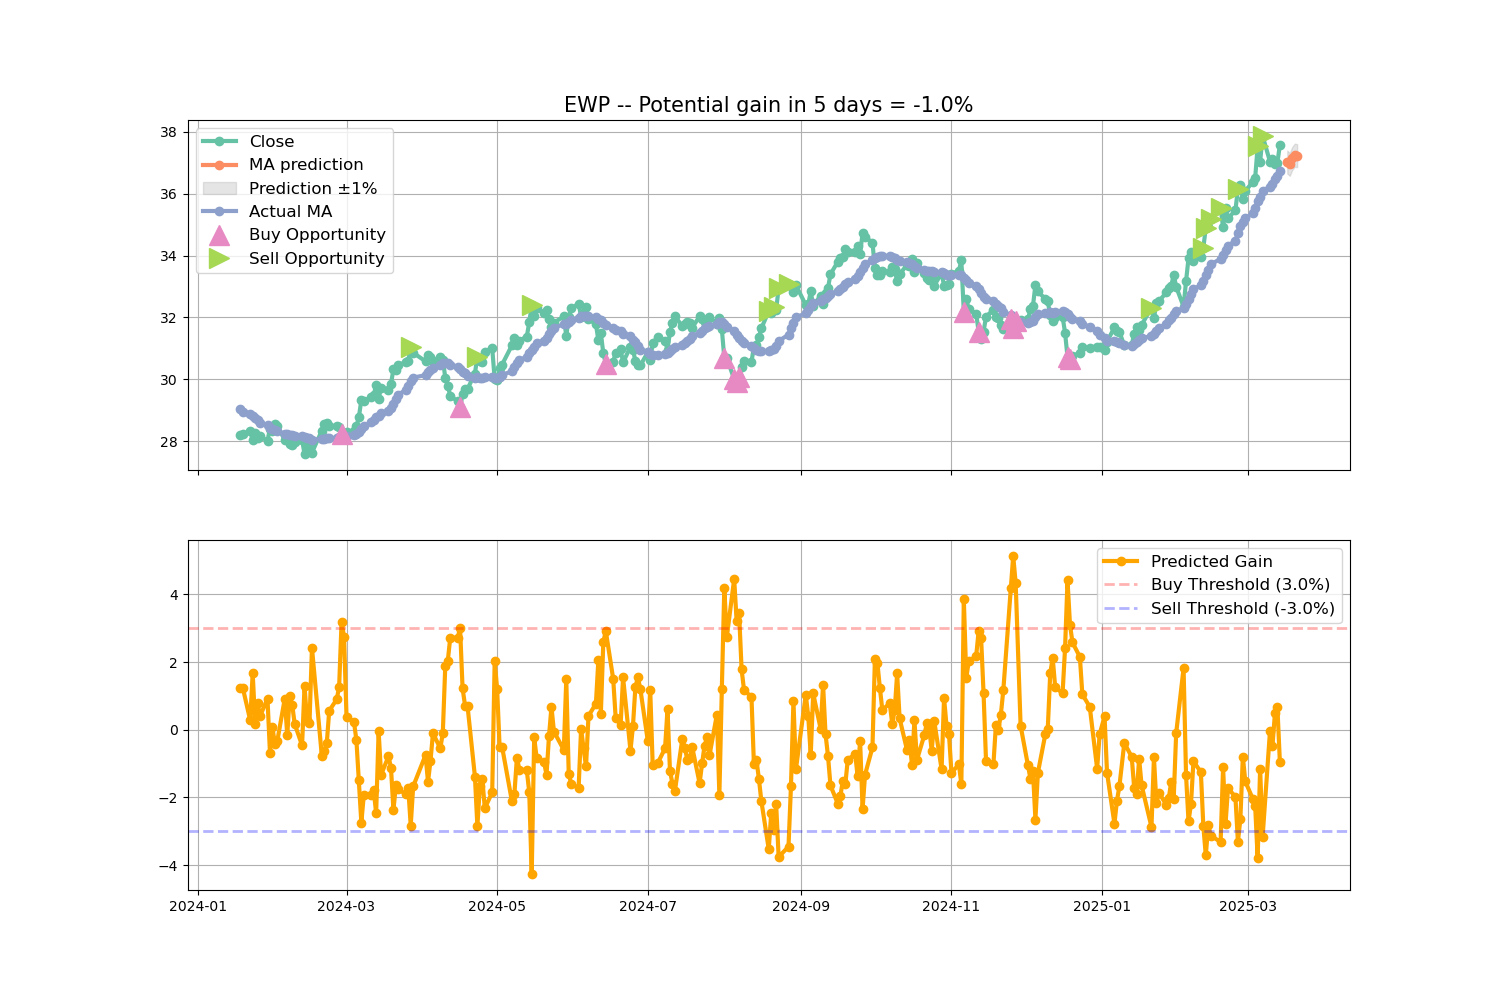 EWP -- Potential gain in 5 days = -1.0%
38
36
34
32
30
28
Close
MA prediction
Prediction ±1%
Actual MA
Buy Opportunity
Sell Opportunity
4
2
0
−2
−4
Predicted Gain
Buy Threshold (3.0%)
Sell Threshold (-3.0%)
2024-01 2024-03 2024-05 2024-07 2024-09 2024-11 2025-01 2025-03